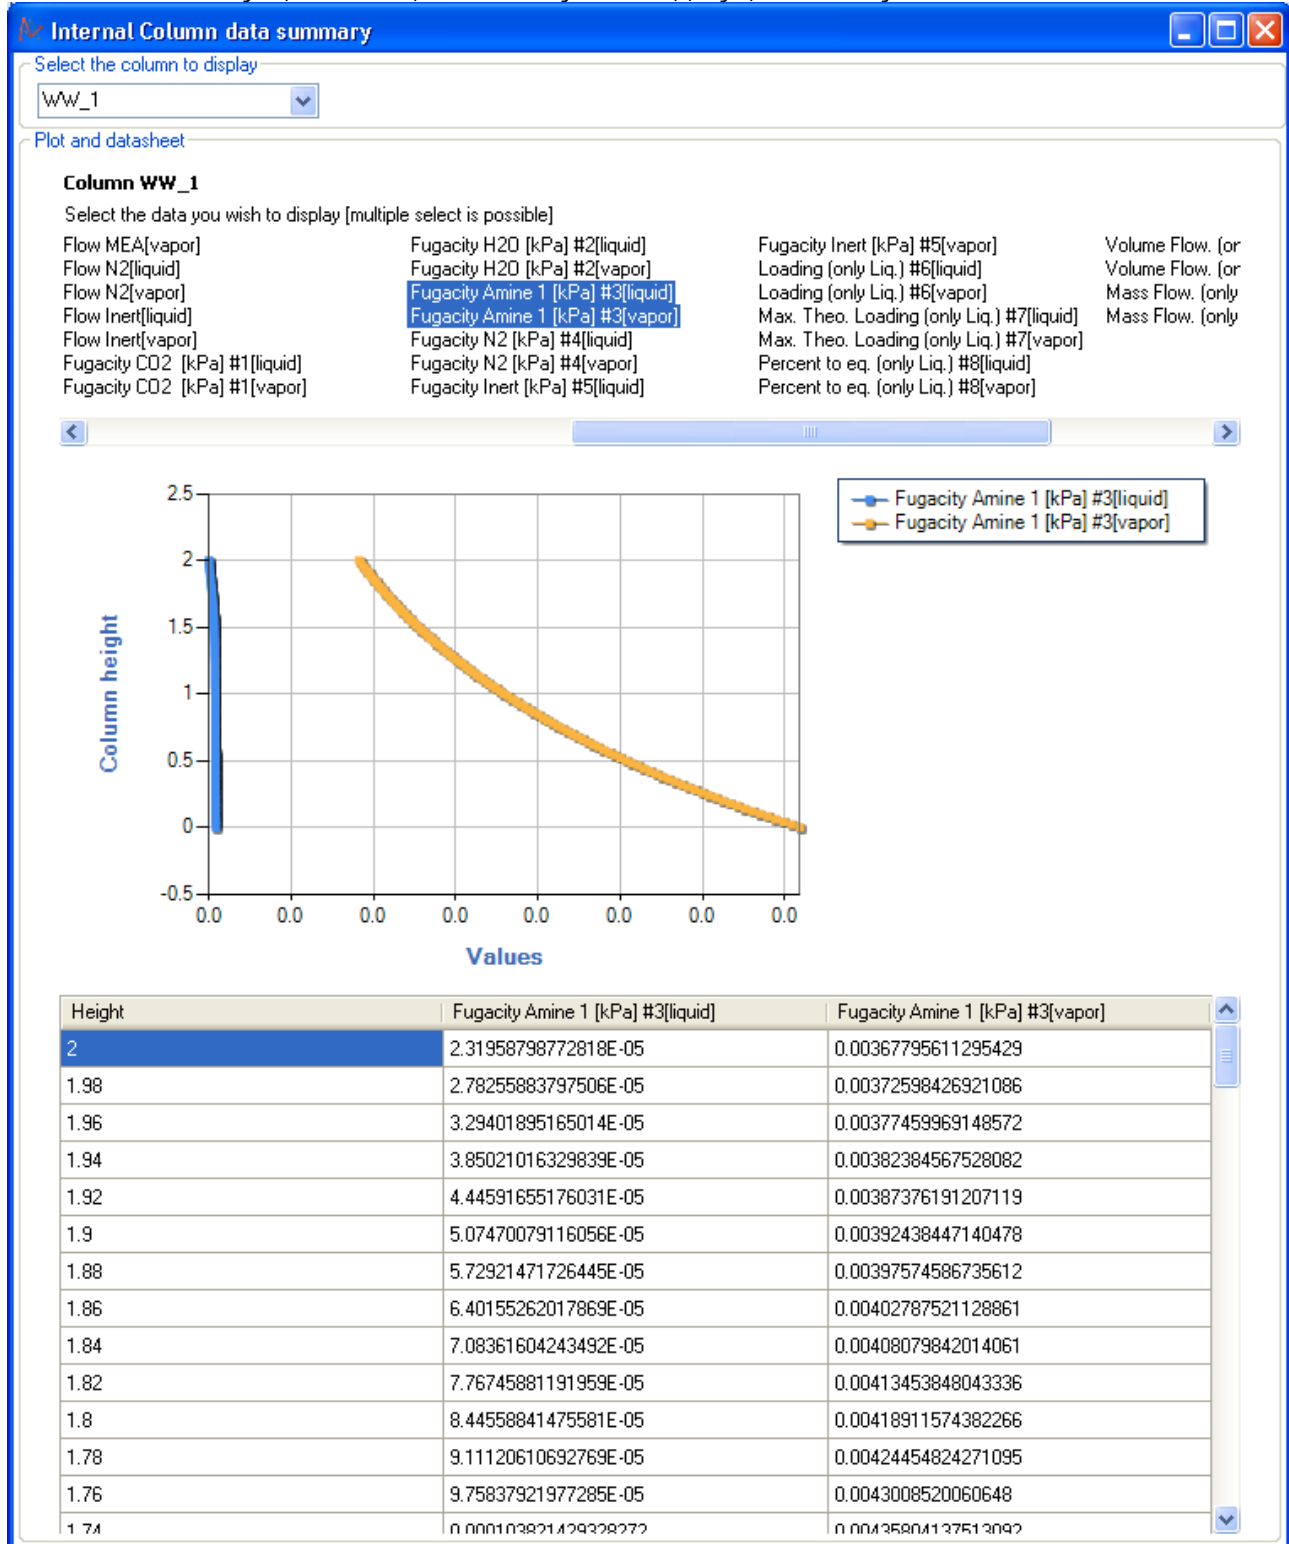 Internal Column data summary
Select the column to display
WW_1
Plot and datasheet
Column WW_1
Select the data you wish to display [multiple select is possible]
Flow MEA[vapor]
Flow N2[liquid]
Flow N2[vapor]
Flow Inert[liquid]
Flow Inert[vapor]
Fugacity CO2 [kPa] #1[liquid]
Fugacity CO2 [kPa] #1[vapor]
Fugacity H2O [kPa] #2[liquid]
Fugacity H2O [kPa] #2[vapor]
Fugacity Amine 1 [kPa] #3[liquid]
Fugacity Amine 1 [kPa] #3[vapor]
Fugacity N2 [kPa] #4[liquid]
Fugacity N2 [kPa] #4[vapor]
Fugacity Inert [kPa] #5[liquid]
Fugacity Inert [kPa] #5[vapor]
Loading (only Liq.) #6[liquid]
Loading (only Liq.) #6[vapor]
Max. Theo. Loading (only Liq.) #7[liquid]
Max. Theo. Loading (only Liq.) #7[vapor]
Percent to eq. (only Liq.) #8[liquid]
Percent to eq. (only Liq.) #8[vapor]
Volume Flow. (or
Volume Flow. (or
Mass Flow. (only
Mass Flow. (only
Fugacity Amine 1 [kPa] #3[liquid]
Fugacity Amine 1 [kPa] #3[vapor]
2.5
2
1.5
1
0.5
0
-0.5
Column height
0.0 0.0 0.0 0.0 0.0 0.0 0.0 0.0
Values
Height Fugacity Amine 1 [kPa] #3[liquid] Fugacity Amine 1 [kPa] #3[vapor]
2 2.31958798772818E-05 0.00367795611295429
1.98 2.78255883797506E-05 0.00372598426921086
1.96 3.29401895165014E-05 0.00377459969148572
1.94 3.85021016329839E-05 0.00382384567528082
1.92 4.44591655176031E-05 0.00387376191207119
1.9 5.07470079116056E-05 0.00392438447140478
1.88 5.72921471726445E-05 0.00397574586735612
1.86 6.40155262017869E-05 0.00402787521128861
1.84 7.08361604243492E-05 0.00408079842014061
1.82 7.76745881191959E-05 0.00413453848043336
1.8 8.44558841475581E-05 0.00418911574382266
1.78 9.11120610692769E-05 0.00424454824271095
1.76 9.75837921977285E-05 0.0043008520060648
1.74 0.000103821429328272 0.00435804137513092